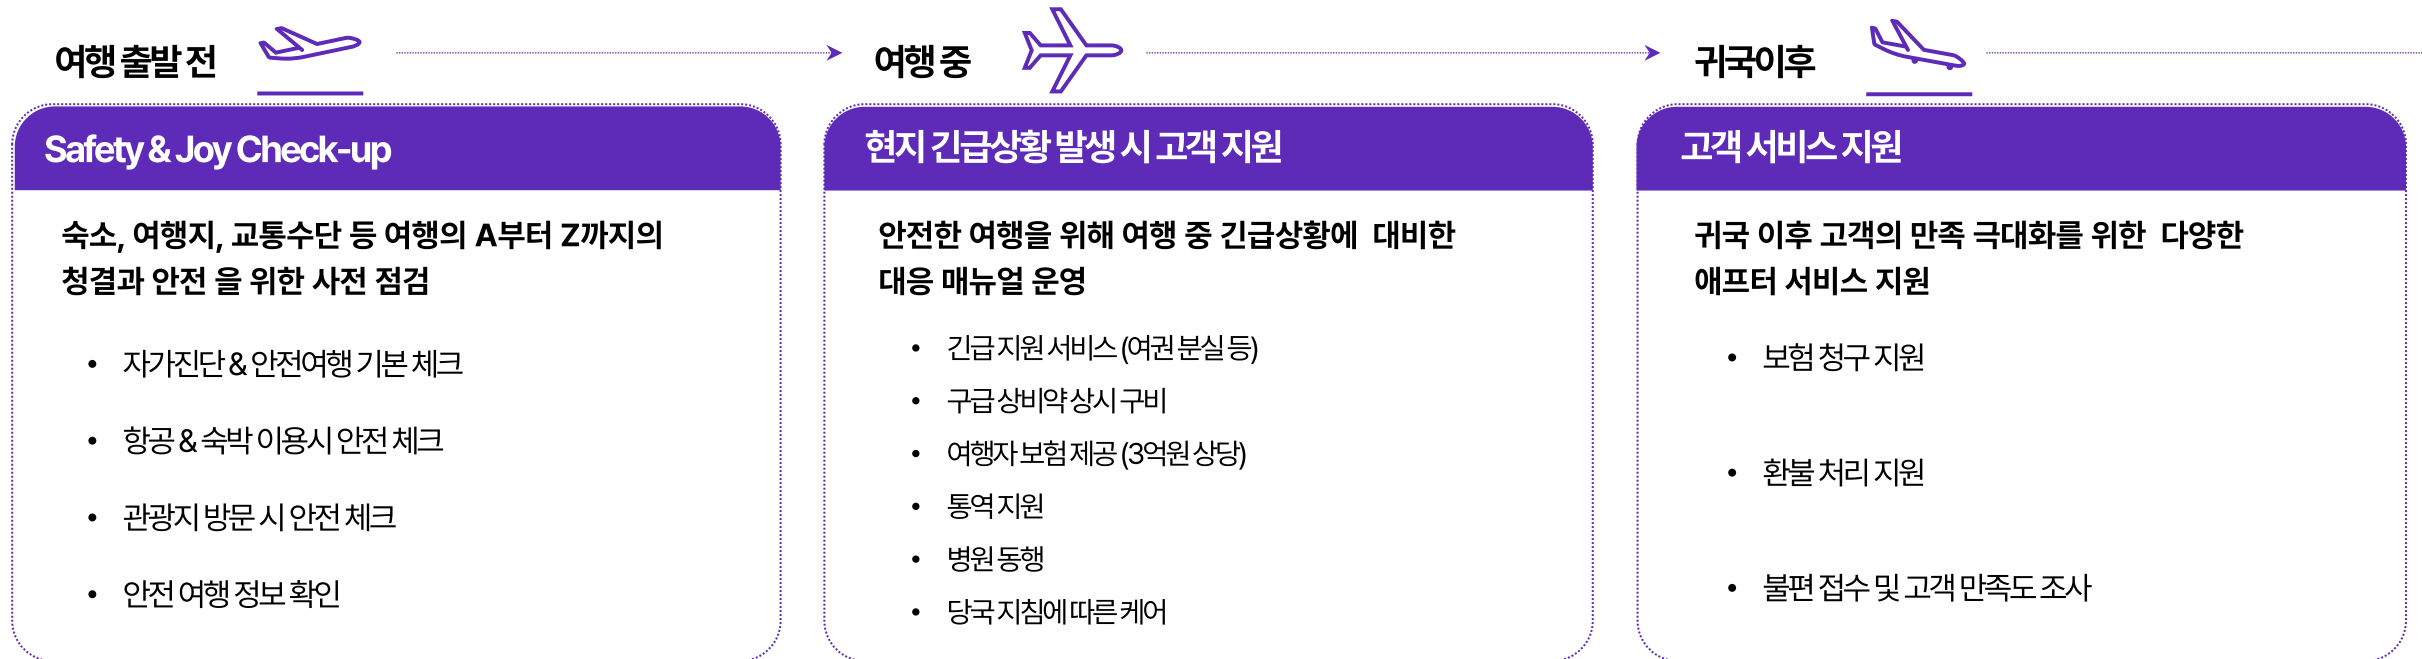 여행 출발 전
Safety & Joy Check-up
숙소, 여행지, 교통수단 등 여행의 A부터 Z까지의
청결과 안전 을 위한 사전 점검
• 자가진단 & 안전여행 기본 체크
• 항공 & 숙박 이용시 안전 체크
• 관광지 방문 시 안전 체크
• 안전 여행 정보 확인
여행 중
현지 긴급상황 발생 시 고객 지원
안전한 여행을 위해 여행 중 긴급상황에 대비한
대응 매뉴얼 운영
• 긴급 지원 서비스 (여권 분실 등)
• 구급 상비약 상시 구비
• 여행자 보험 제공 (3억원 상당)
• 통역 지원
• 병원 동행
• 당국 지침에 따른 케어
귀국이후
고객 서비스 지원
귀국 이후 고객의 만족 극대화를 위한 다양한
애프터 서비스 지원
• 보험 청구 지원
• 환불 처리 지원
• 불편 접수 및 고객 만족도 조사